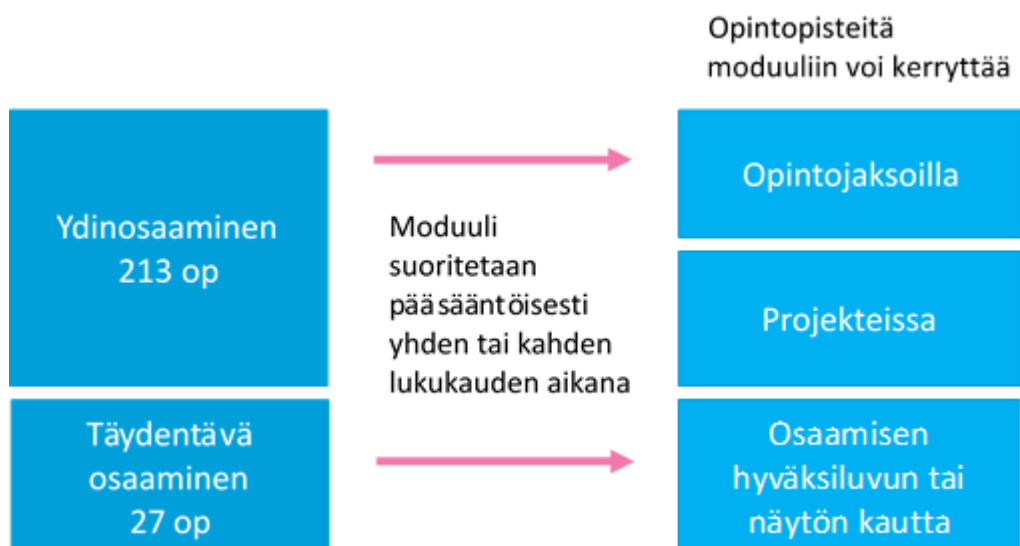 Opintopisteitä
moduuliin voi kerryttää
Ydinosaaminen
213 op
Täydentävä
osaaminen
27 op
Moduuli
suoritetaan
pääsääntöisesti
yhden tai kahden
lukukauden aikana
Opintojaksoilla
Projekteissa
Osaamisen
hyväksiluvun tai
näytön kautta